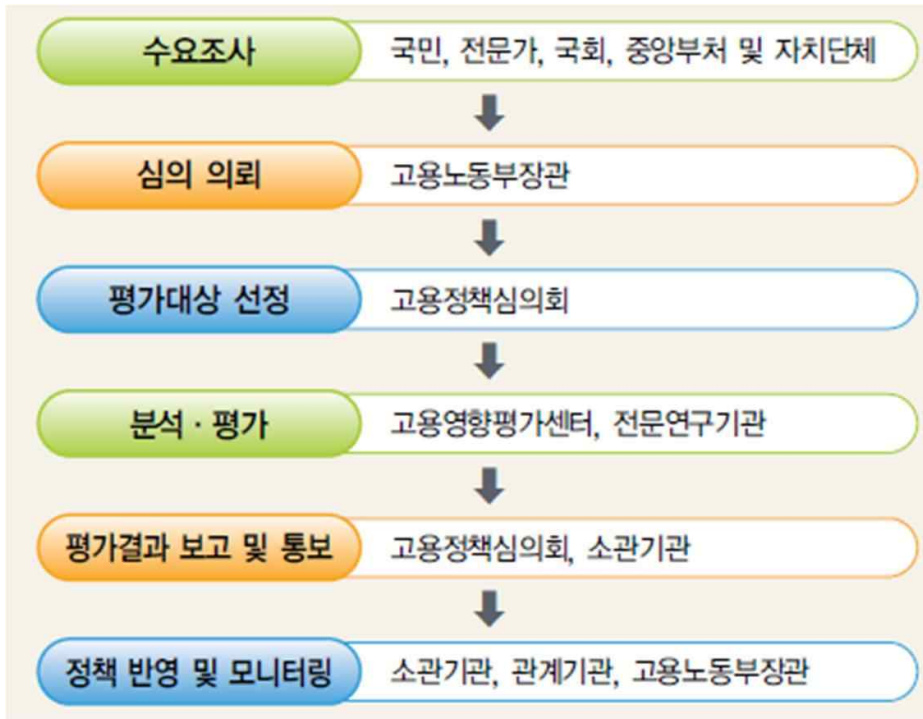 수요조사 국민, 전문가, 국회, 중앙부처 및 자치단체
심의 의뢰 고용노동부장관
평가대상 선정 고용정책심의회
분석 · 평가 고용영향평가센터, 전문연구기관
평가결과 보고 및 통보 고용정책심의회, 소관기관
정책 반영 및 모니터링 소관기관, 관계기관, 고용노동부장관